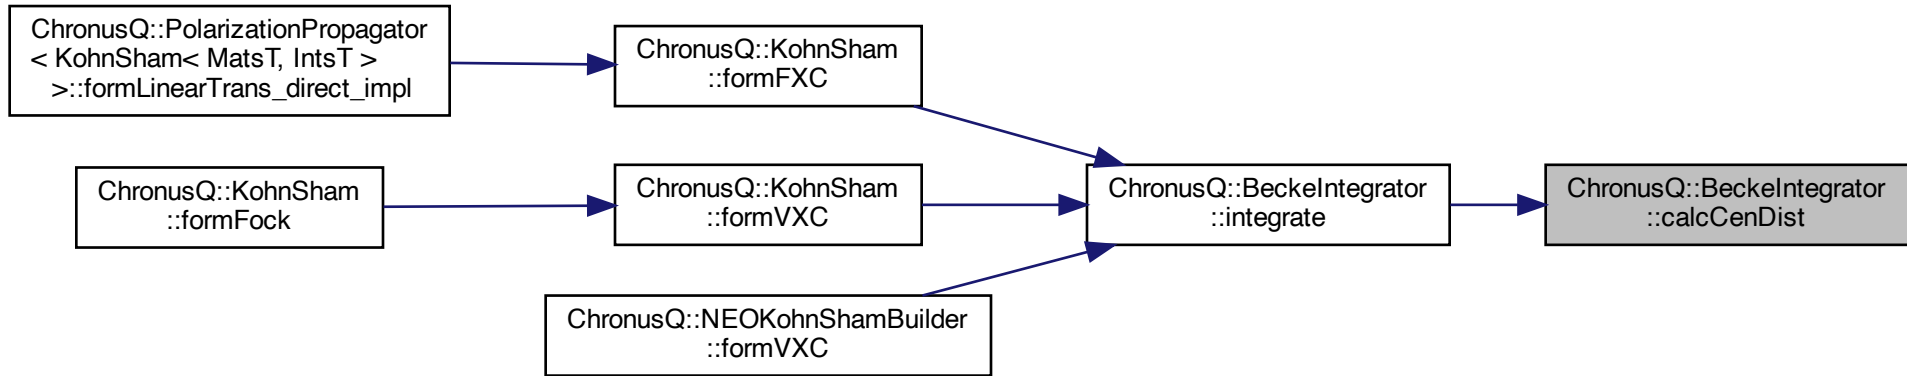 ChronusQ::PolarizationPropagator
< KohnSham< MatsT, IntsT >
>::formLinearTrans_direct_impl
ChronusQ::KohnSham
::formFXC
ChronusQ::KohnSham
::formFock
ChronusQ::KohnSham
::formVXC
ChronusQ::BeckeIntegrator
::integrate
ChronusQ::BeckeIntegrator
::calcCenDist
ChronusQ::NEOKohnShamBuilder
::formVXC